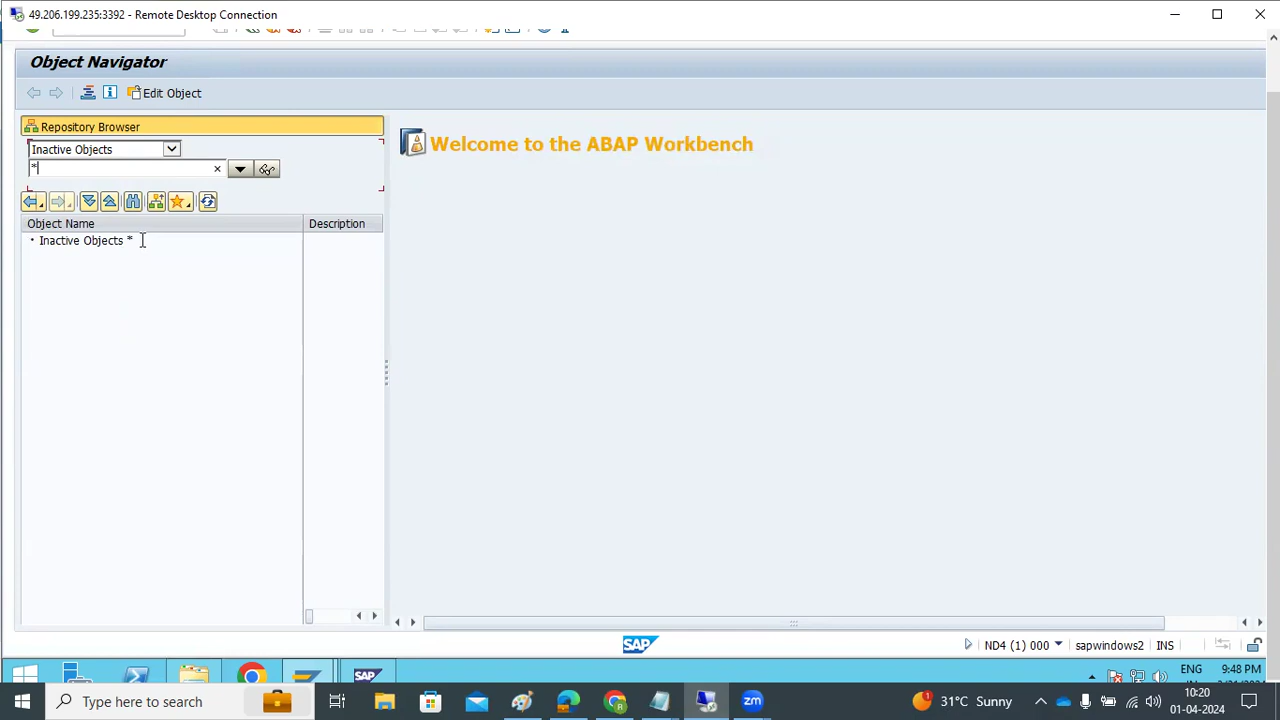 49.206.199.235:3392 - Remote Desktop Connection
Object Navigator
Edit Object
Repository Browser
Inactive Objects
*
Object Name
Description
Inactive Objects *
Welcome to the ABAP Workbench
SAP
ND4 (1) 000
sapwindows2
INS
ENG
9:48 PM
SAP
Type here to search
zm
31°C Sunny
10:20
01-04-2024